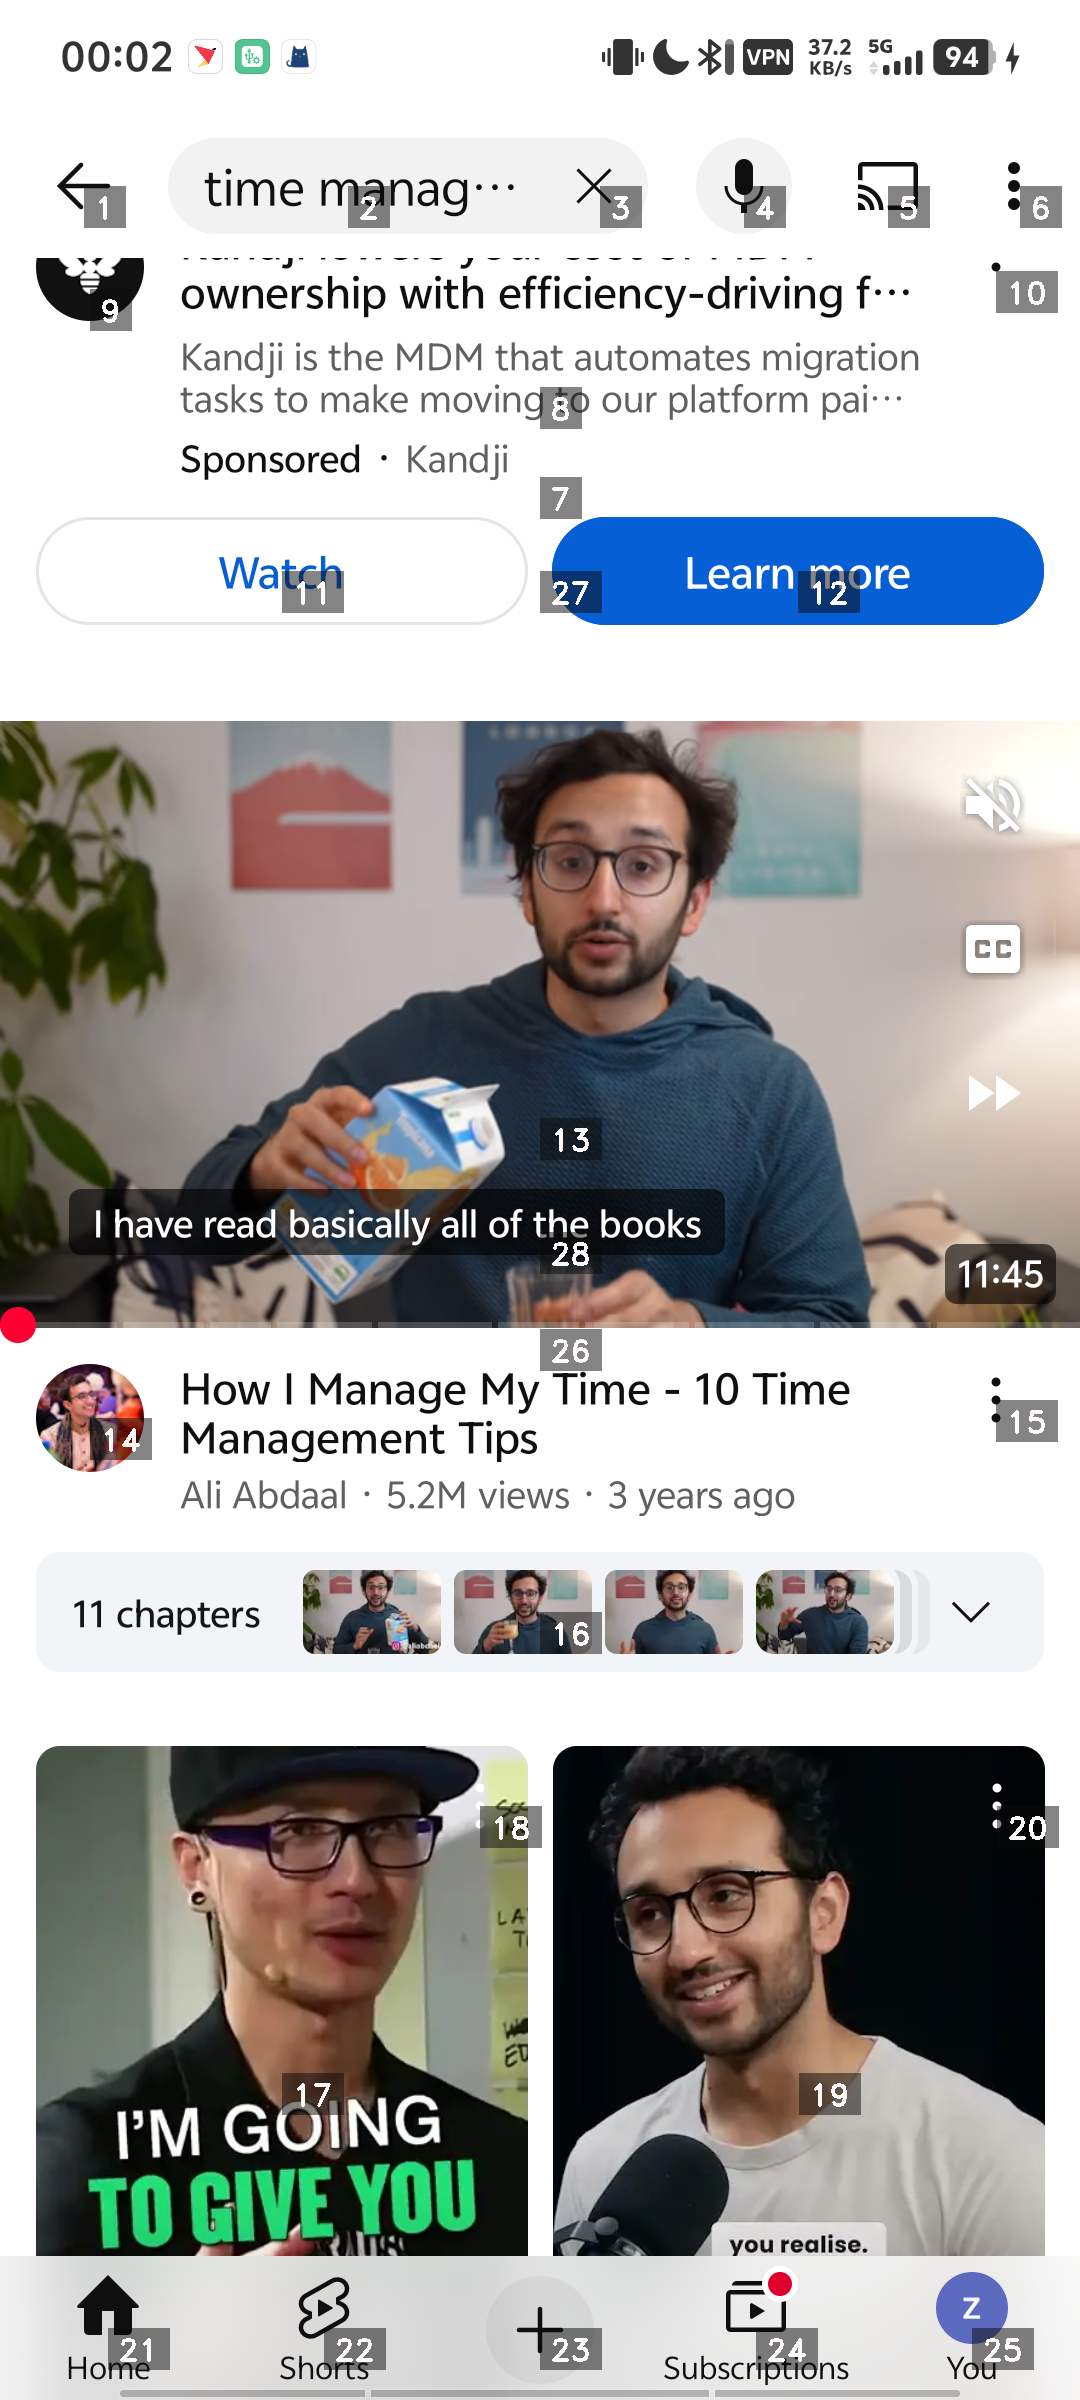 00:02
VPN
37.2 KB/s
5G
94
time manag...
1
2
3
4
5
6
ownership with efficiency-driving f...
9
10
Kandji is the MDM that automates migration
tasks to make moving to our platform pai...
8
Sponsored · Kandji
7
Watch
Learn more
11
27
12
CC
13
I have read basically all of the books
28
11:45
26
How I Manage My Time - 10 Time
Management Tips
14
15
Ali Abdaal · 5.2M views · 3 years ago
11 chapters
16
18
20
17
19
I'M GOING
TO GIVE YOU
you realise.
Z
21
22
23
24
25
Home
Shorts
Subscriptions
You